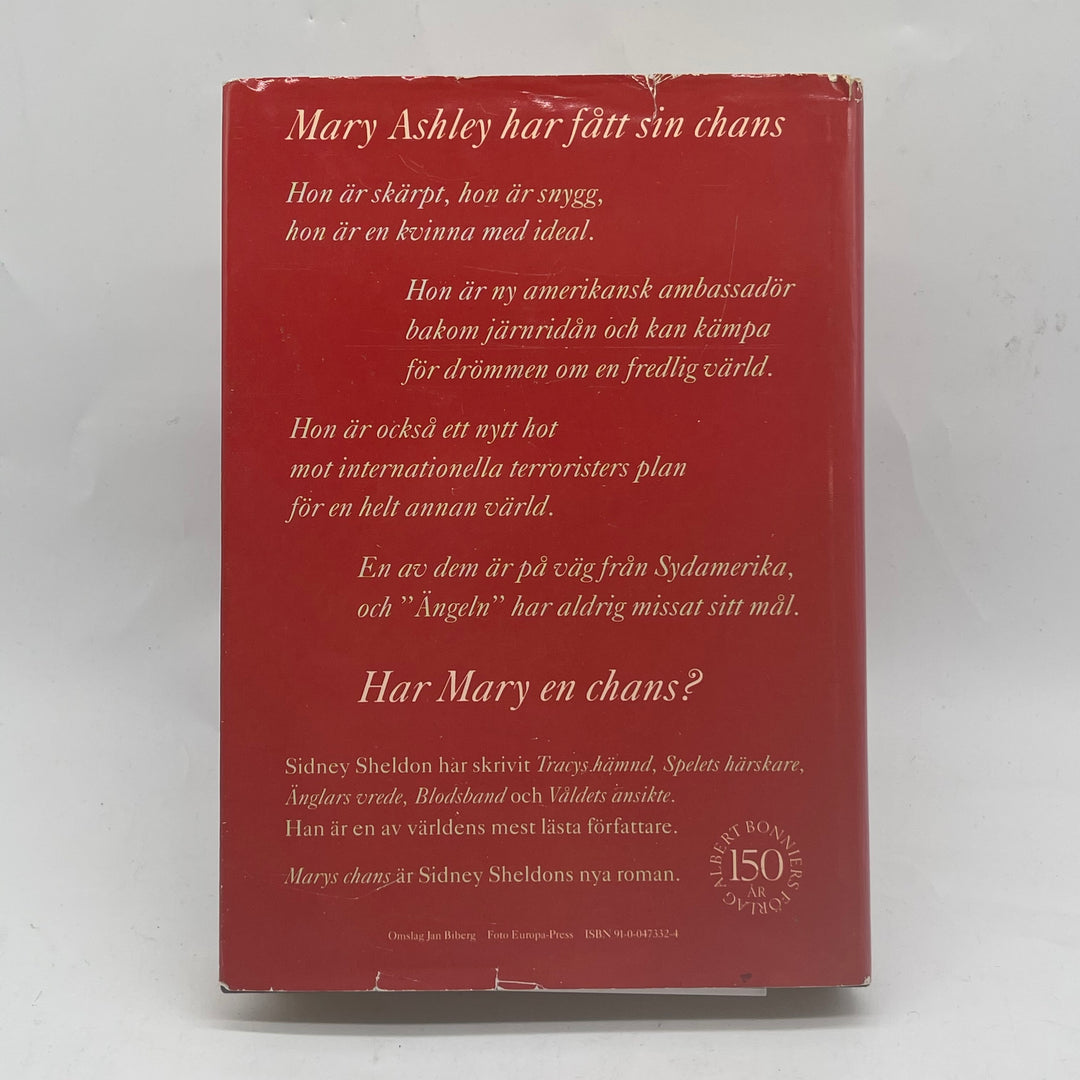 Mary Ashley har fått sin chans
Hon är skärpt, hon är snygg,
hon är en kvinna med ideal.
Hon är ny amerikansk ambassadör
bakom järnridån och kan kämpa
för drömmen om en fredlig värld.
Hon är också ett nytt hot
mot internationella terroristers plan
för en helt annan värld.
En av dem är på väg från Sydamerika,
och ”Ängeln” har aldrig missat sitt mål.
Har Mary en chans?
Sidney Sheldon har skrivit Tracys hämnd, Spelets härskare,
Änglars vrede, Blodsband och Våldets ansikte.
Han är en av världens mest lästa författare.
Marys chans är Sidney Sheldons nya roman.
ALBERT BONNIERS FÖRLAG
150
ÅR
Omslag Jan Biberg Foto Europa-Press ISBN 91-0-047332-4